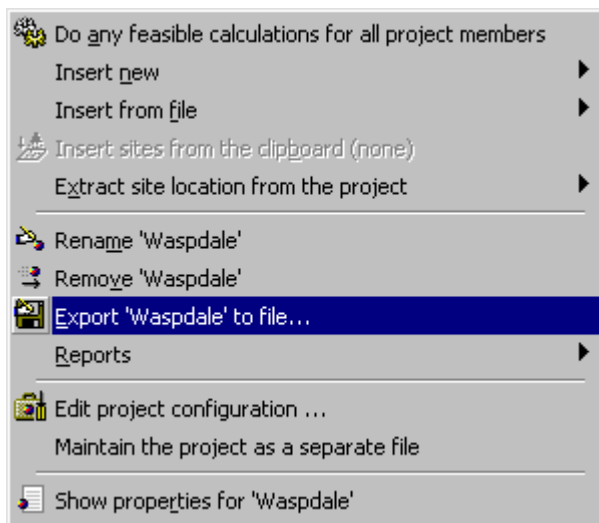 Do any feasible calculations for all project members
Insert new
Insert from file
Insert sites from the clipboard (none)
Extract site location from the project
Rename 'Waspdale'
Remove 'Waspdale'
Export 'Waspdale' to file...
Reports
Edit project configuration ...
Maintain the project as a separate file
Show properties for 'Waspdale'